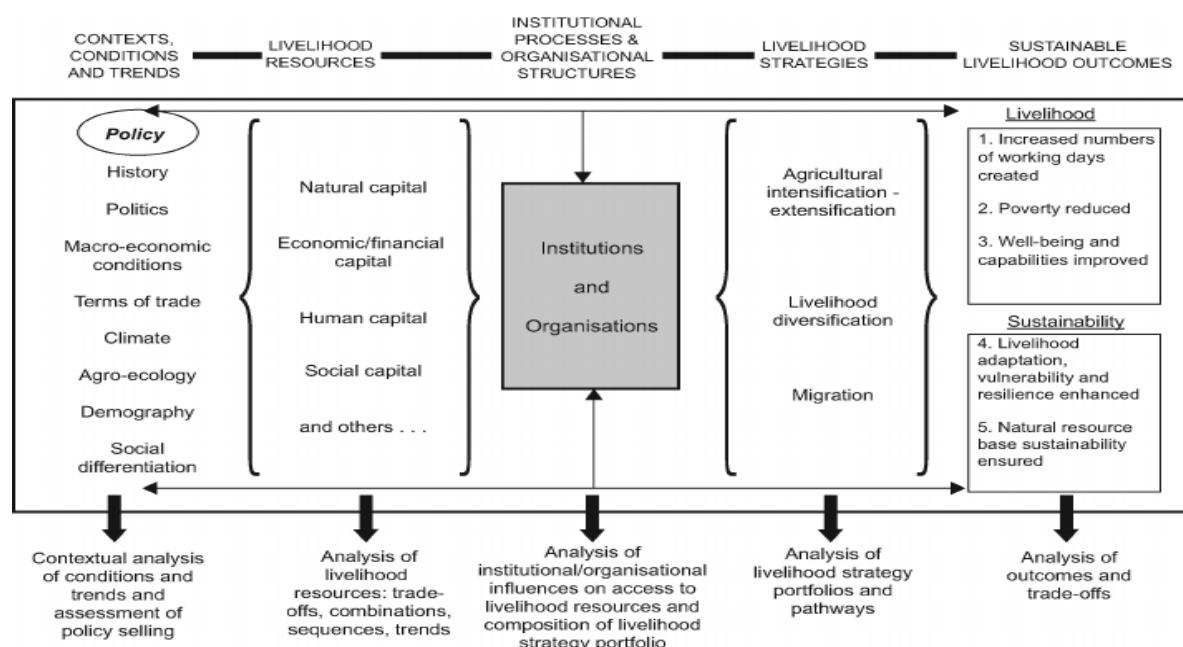 CONTEXTS,
CONDITIONS
AND TRENDS
LIVELIHOOD
RESOURCES
INSTITUTIONAL
PROCESSES &
ORGANISATIONAL
STRUCTURES
LIVELIHOOD
STRATEGIES
SUSTAINABLE
LIVELIHOOD OUTCOMES
Policy
History
Politics
Macro-economic
conditions
Terms of trade
Climate
Agro-ecology
Demography
Social
differentiation
Natural capital
Economic/financial
capital
Human capital
Social capital
and others . . .
Institutions
and
Organisations
Agricultural
intensification -
extensification
Livelihood
diversification
Migration
Livelihood
1. Increased numbers
of working days
created
2. Poverty reduced
3. Well-being and
capabilities improved
Sustainability
4. Livelihood
adaptation,
vulnerability and
resilience enhanced
5. Natural resource
base sustainability
ensured
Contextual analysis
of conditions and
trends and
assessment of
policy selling
Analysis of
livelihood
resources: trade-
offs, combinations,
sequences, trends
Analysis of
institutional/organisational
influences on access to
livelihood resources and
composition of livelihood
strategy portfolio
Analysis of
livelihood strategy
portfolios and
pathways
Analysis of
outcomes and
trade-offs